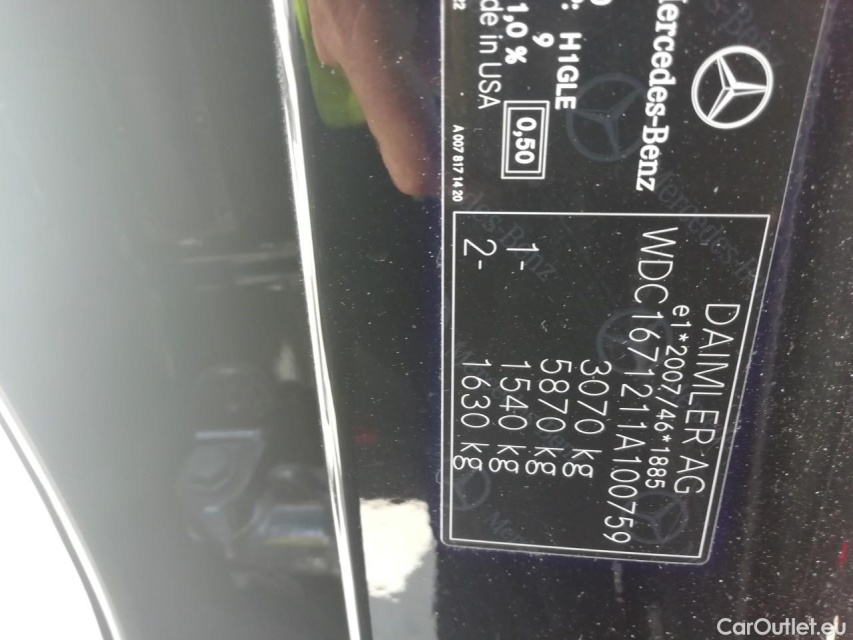 Mercedes-Benz
H1GLE
9
1,0 %
0,50
de in USA
A 007 817 14 20
DAIMLER AG
e1*2007/46*1885
WDC1671211A100759
3070 kg
5870 kg
1- 1540 kg
2- 1630 kg
CarOutlet.eu